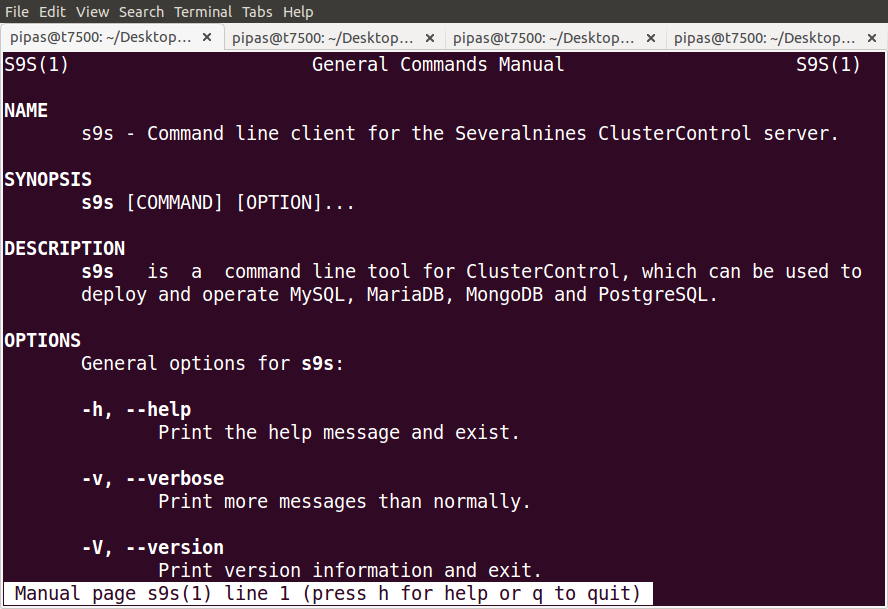 File Edit View Search Terminal Tabs Help
pipas@t7500: ~/Desktop... × pipas@t7500: ~/Desktop... × pipas@t7500: ~/Desktop... × pipas@t7500: ~/Desktop... ×
S9S(1) General Commands Manual S9S(1)
NAME
s9s - Command line client for the Severalnines ClusterControl server.
SYNOPSIS
s9s [COMMAND] [OPTION]...
DESCRIPTION
s9s is a command line tool for ClusterControl, which can be used to
deploy and operate MySQL, MariaDB, MongoDB and PostgreSQL.
OPTIONS
General options for s9s:
-h, --help
Print the help message and exist.
-v, --verbose
Print more messages than normally.
-V, --version
Print version information and exit.
Manual page s9s(1) line 1 (press h for help or q to quit)